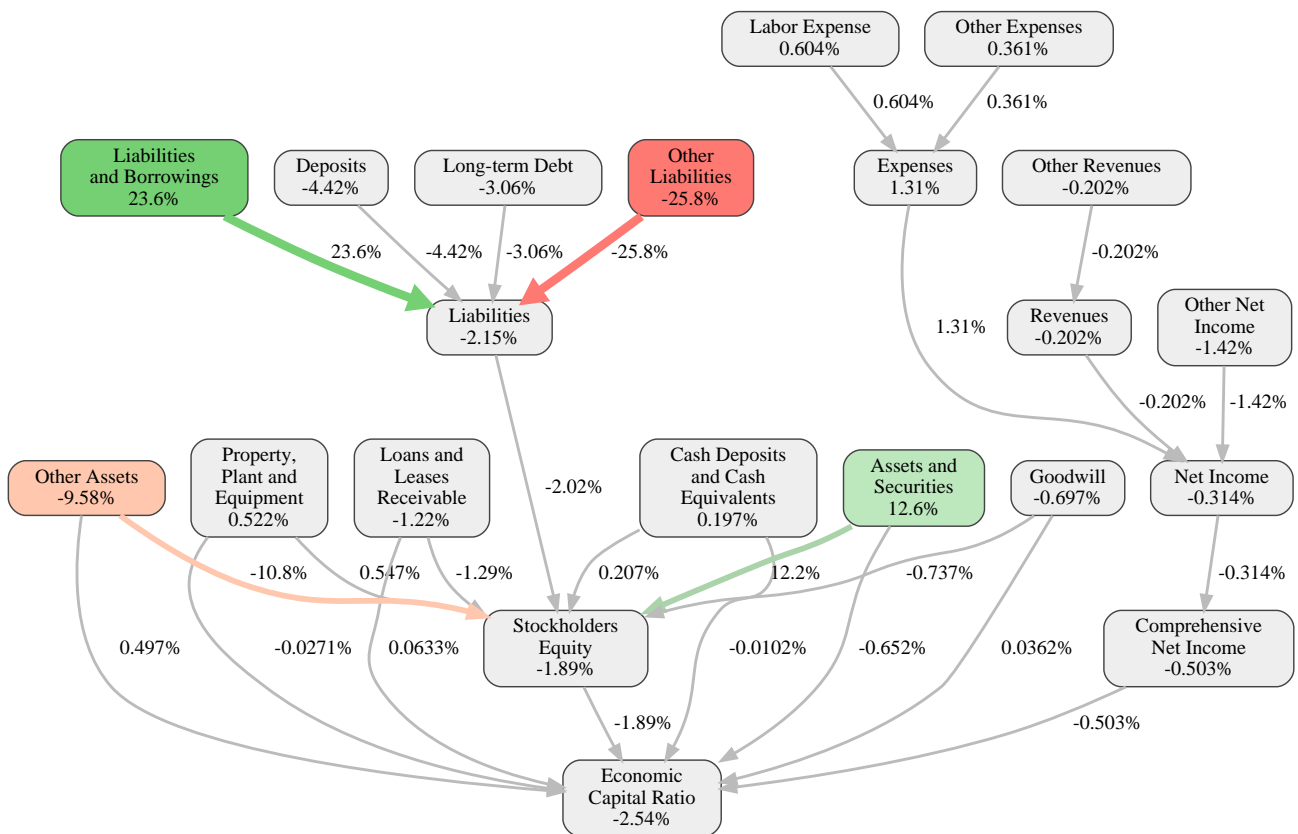 Labor Expense
0.604%
Other Expenses
0.361%
0.604%
0.361%
Liabilities
and Borrowings
23.6%
Deposits
-4.42%
Long-term Debt
-3.06%
Other
Liabilities
-25.8%
Expenses
1.31%
Other Revenues
-0.202%
23.6%
-4.42%
-3.06%
-25.8%
-0.202%
Liabilities
-2.15%
1.31%
Revenues
-0.202%
Other Net
Income
-1.42%
-0.202%
-1.42%
Other Assets
-9.58%
Property,
Plant and
Equipment
0.522%
Loans and
Leases
Receivable
-1.22%
-2.02%
Cash Deposits
and Cash
Equivalents
0.197%
Assets and
Securities
12.6%
Goodwill
-0.697%
Net Income
-0.314%
-10.8%
0.547%
-1.29%
0.207%
12.2%
-0.737%
-0.314%
0.497%
-0.0271%
0.0633%
Stockholders
Equity
-1.89%
-0.0102%
-0.652%
0.0362%
Comprehensive
Net Income
-0.503%
-1.89%
-0.503%
Economic
Capital Ratio
-2.54%